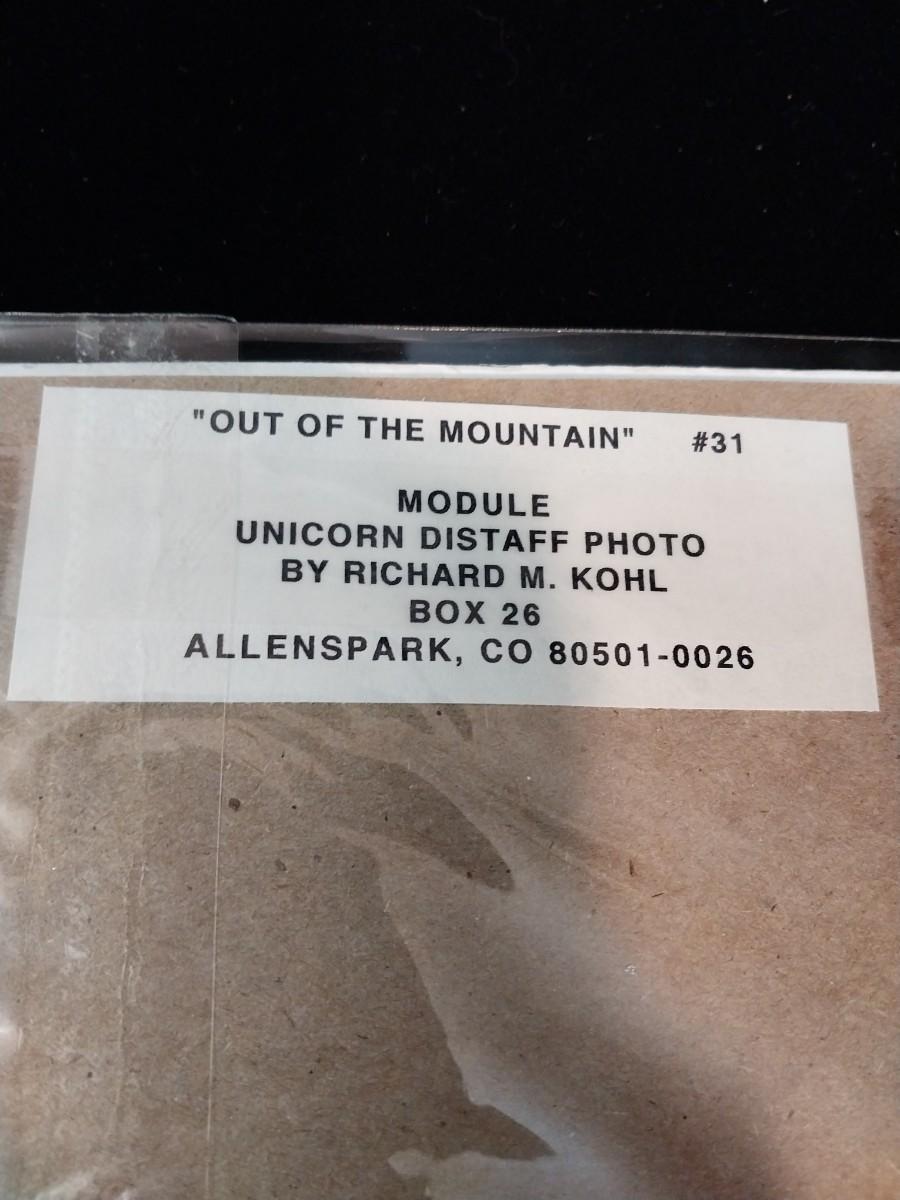 "OUT OF THE MOUNTAIN" #31
MODULE
UNICORN DISTAFF PHOTO
BY RICHARD M. KOHL
BOX 26
ALLENSPARK, CO 80501-0026